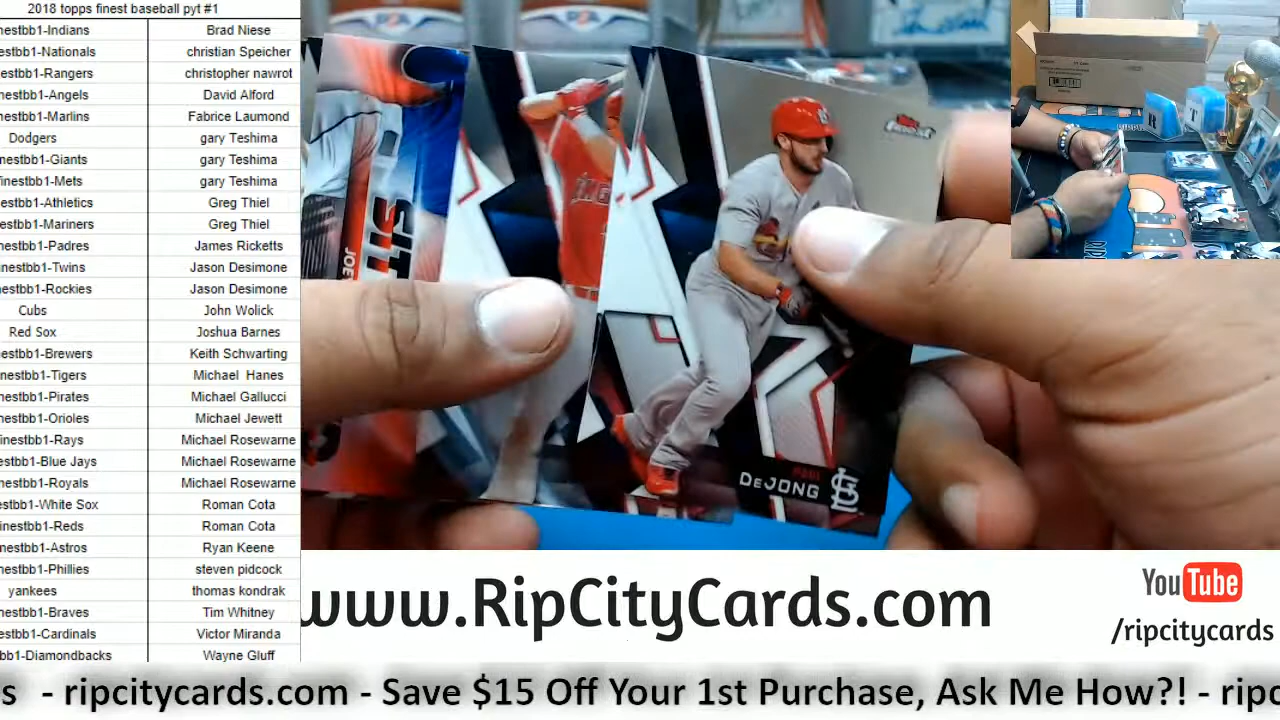 2018 topps finest baseball pyt #1
nestbb1-Indians Brad Niese
nestbb1-Nationals christian Speicher
estbb1-Rangers christopher nawrot
nestbb1-Angels David Alford
nestbb1-Marlins Fabrice Laumond
Dodgers gary Teshima
nestbb1-Giants gary Teshima
finestbb1-Mets gary Teshima
estbb1-Athletics Greg Thiel
estbb1-Mariners Greg Thiel
nestbb1-Padres James Ricketts
inestbb1-Twins Jason Desimone
nestbb1-Rockies Jason Desimone
Cubs John Wolick
Red Sox Joshua Barnes
estbb1-Brewers Keith Schwarting
nestbb1-Tigers Michael Hanes
nestbb1-Pirates Michael Gallucci
nestbb1-Orioles Michael Jewett
inestbb1-Rays Michael Rosewarne
estbb1-Blue Jays Michael Rosewarne
nestbb1-Royals Michael Rosewarne
estbb1-White Sox Roman Cota
inestbb1-Reds Roman Cota
nestbb1-Astros Ryan Keene
nestbb1-Phillies steven pidcock
yankees thomas kondrak
nestbb1-Braves Tim Whitney
estbb1-Cardinals Victor Miranda
bb1-Diamondbacks Wayne Gluff
Finest
PAUL
DeJONG
www.RipCityCards.com
YouTube
/ripcitycards
s - ripcitycards.com - Save $15 Off Your 1st Purchase, Ask Me How?! - ripc